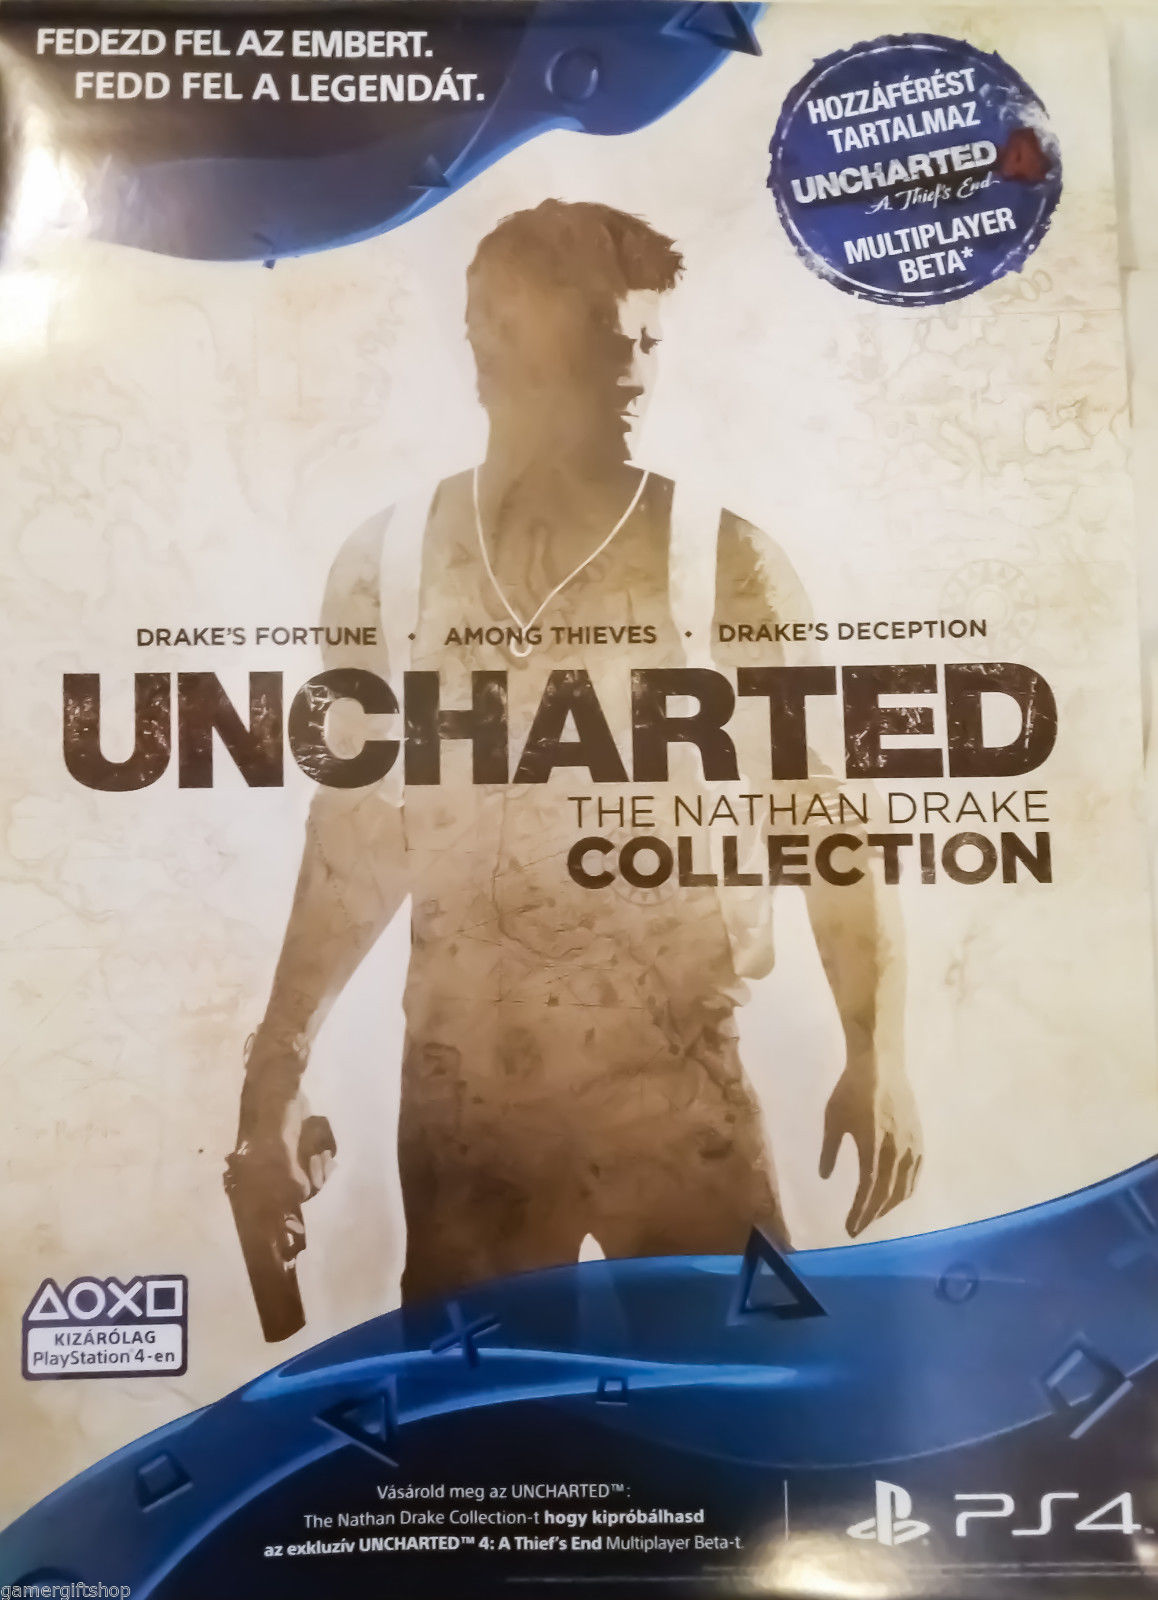 FEDEZD FEL AZ EMBERT.
FEDD FEL A LEGENDÁT.
HOZZÁFÉRÉST
TARTALMAZ
UNCHARTED 4
A Thief's End
MULTIPLAYER
BETA*
DRAKE'S FORTUNE • AMONG THIEVES • DRAKE'S DECEPTION
UNCHARTED
THE NATHAN DRAKE
COLLECTION
KIZÁRÓLAG
PlayStation®4-en
Vásárold meg az UNCHARTED™:
The Nathan Drake Collection-t hogy kipróbálhasd
az exkluzív UNCHARTED™ 4: A Thief's End Multiplayer Beta-t.
PS4™
gamergiftshop